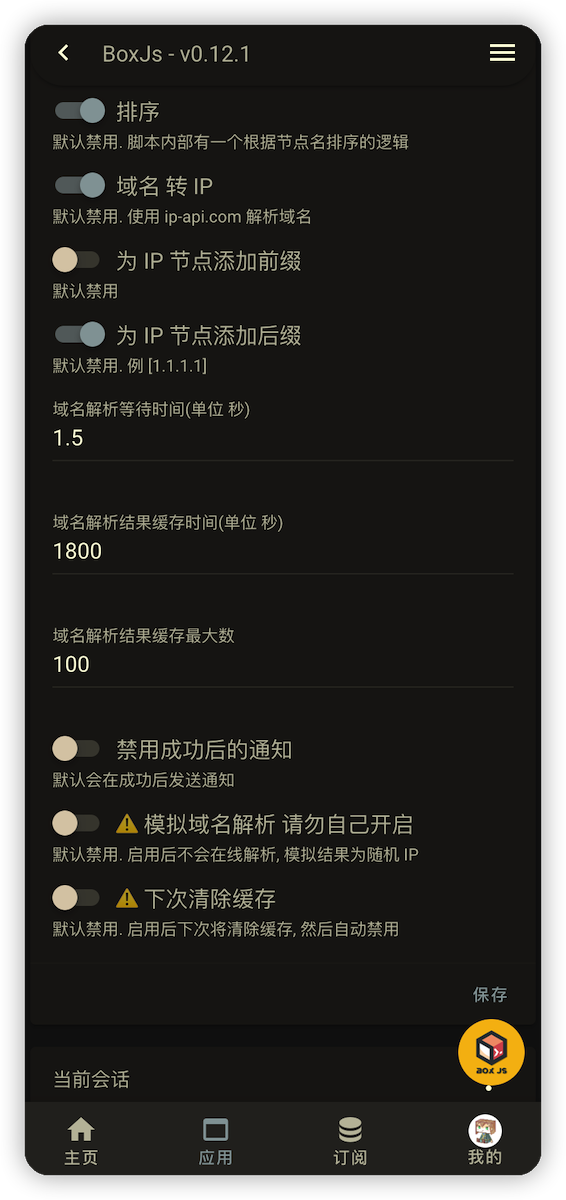 BoxJs - v0.12.1
排序
默认禁用. 脚本内部有一个根据节点名排序的逻辑
域名 转 IP
默认禁用. 使用 ip-api.com 解析域名
为 IP 节点添加前缀
默认禁用
为 IP 节点添加后缀
默认禁用. 例 [1.1.1.1]
域名解析等待时间(单位 秒)
1.5
域名解析结果缓存时间(单位 秒)
1800
域名解析结果缓存最大数
100
禁用成功后的通知
默认会在成功后发送通知
⚠ 模拟域名解析 请勿自己开启
默认禁用. 启用后不会在线解析, 模拟结果为随机 IP
⚠ 下次清除缓存
默认禁用. 启用后下次将清除缓存, 然后自动禁用
保存
BOX JS
当前会话
主页
应用
订阅
我的